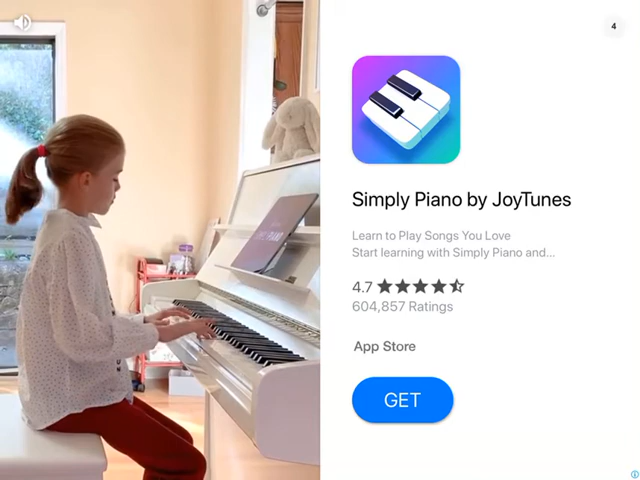 4
Simply Piano by JoyTunes
Learn to Play Songs You Love
Start learning with Simply Piano and...
4.7
604,857 Ratings
App Store
GET